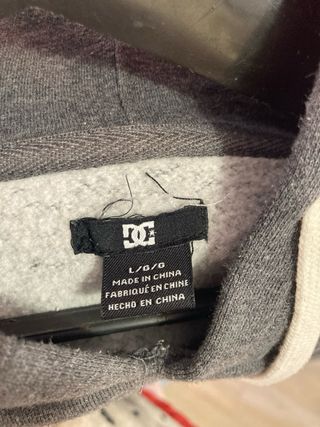 DC
L/G/G
MADE IN CHINA
FABRIQUÉ EN CHINE
HECHO EN CHINA